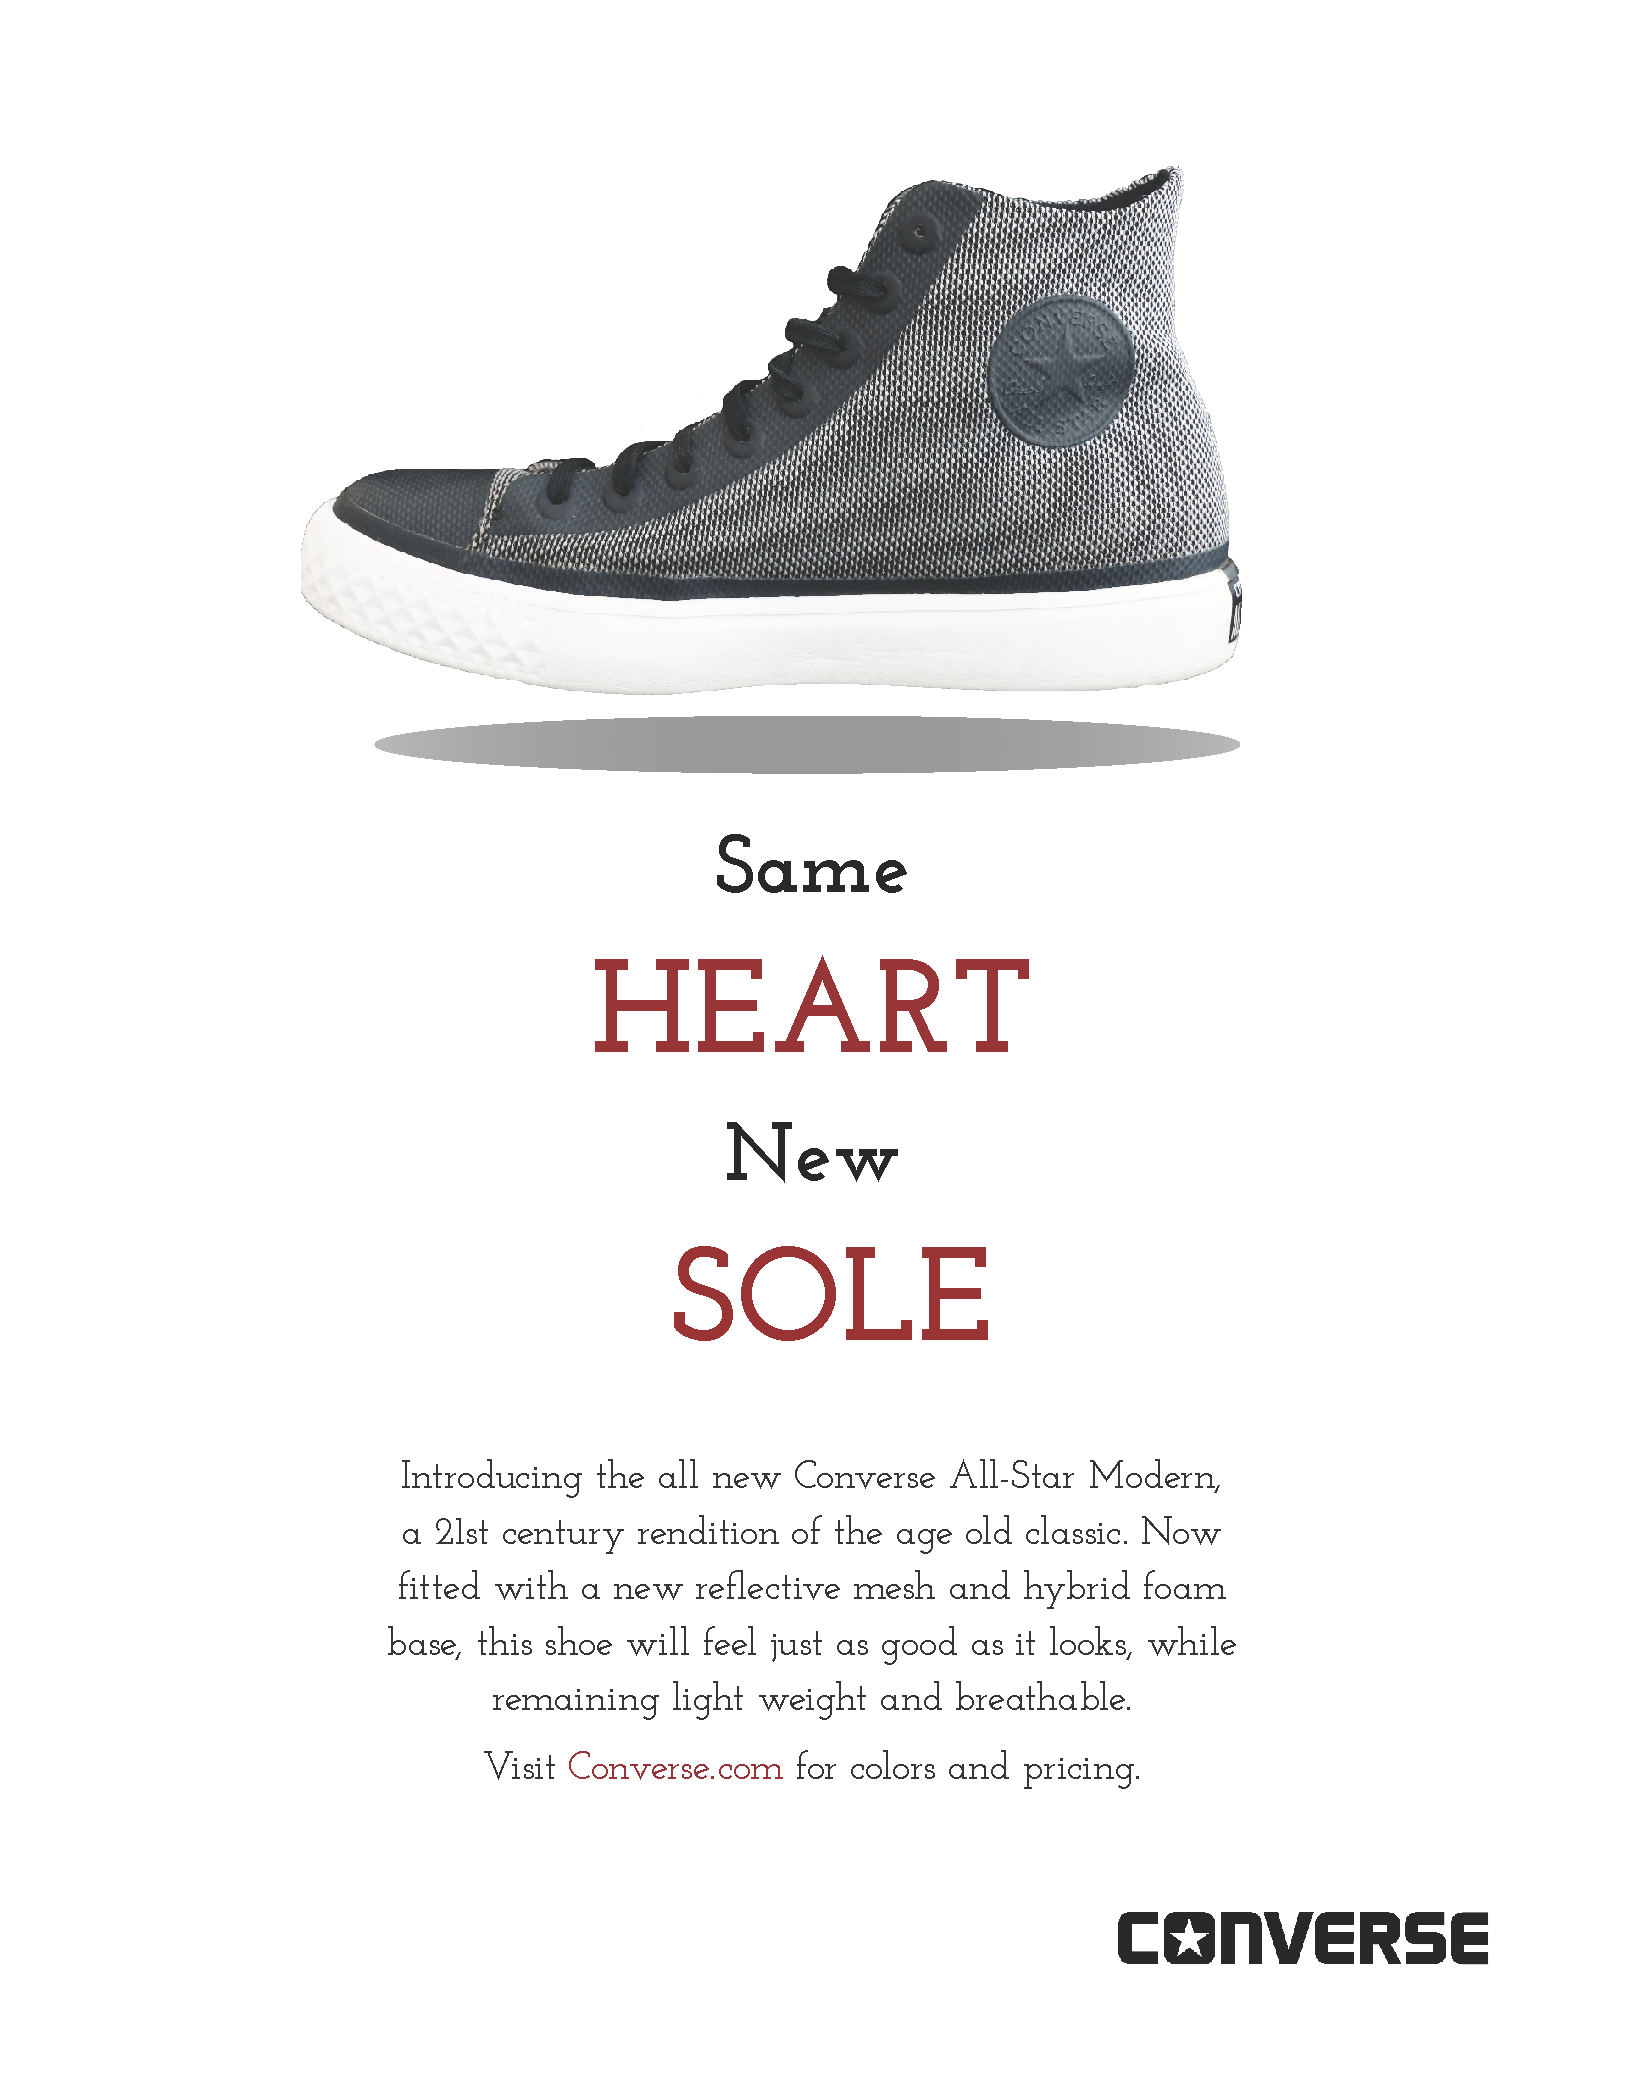 CONVERSE
Same
HEART
New
SOLE
Introducing the all new Converse All-Star Modern,
a 21st century rendition of the age old classic. Now
fitted with a new reflective mesh and hybrid foam
base, this shoe will feel just as good as it looks, while
remaining light weight and breathable.
Visit Converse.com for colors and pricing.
CONVERSE